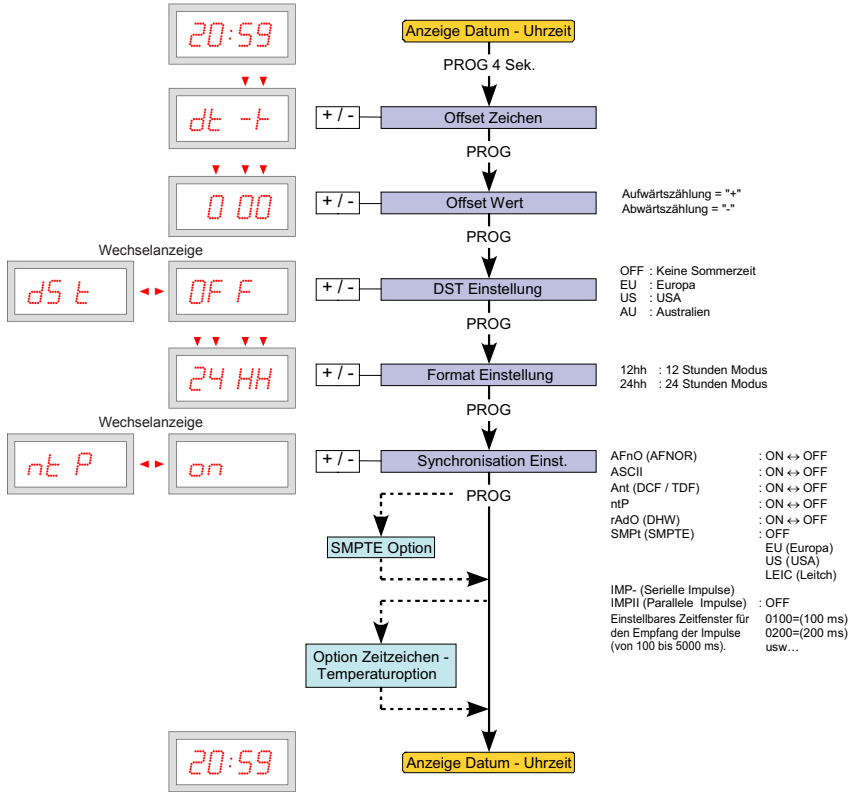 20:59
Anzeige Datum - Uhrzeit
PROG 4 Sek.
dt -+
+ / -
Offset Zeichen
PROG
0 00
+ / -
Offset Wert
Aufwärtszählung = "+"
Abwärtszählung = "-"
PROG
Wechselanzeige
dSt
OFF
+ / -
DST Einstellung
OFF : Keine Sommerzeit
EU : Europa
US : USA
AU : Australien
PROG
24 HH
+ / -
Format Einstellung
12hh : 12 Stunden Modus
24hh : 24 Stunden Modus
PROG
Wechselanzeige
ntP
on
+ / -
Synchronisation Einst.
PROG
AFnO (AFNOR) : ON ↔ OFF
ASCII : ON ↔ OFF
Ant (DCF / TDF) : ON ↔ OFF
ntP : ON ↔ OFF
rAdO (DHW) : ON ↔ OFF
SMPt (SMPTE) : OFF
EU (Europa)
US (USA)
LEIC (Leitch)
SMPTE Option
IMP- (Serielle Impulse)
IMPII (Parallele Impulse) : OFF
Einstellbares Zeitfenster für 0100=(100 ms)
den Empfang der Impulse 0200=(200 ms)
(von 100 bis 5000 ms). usw...
Option Zeitzeichen -
Temperaturoption
20:59
Anzeige Datum - Uhrzeit